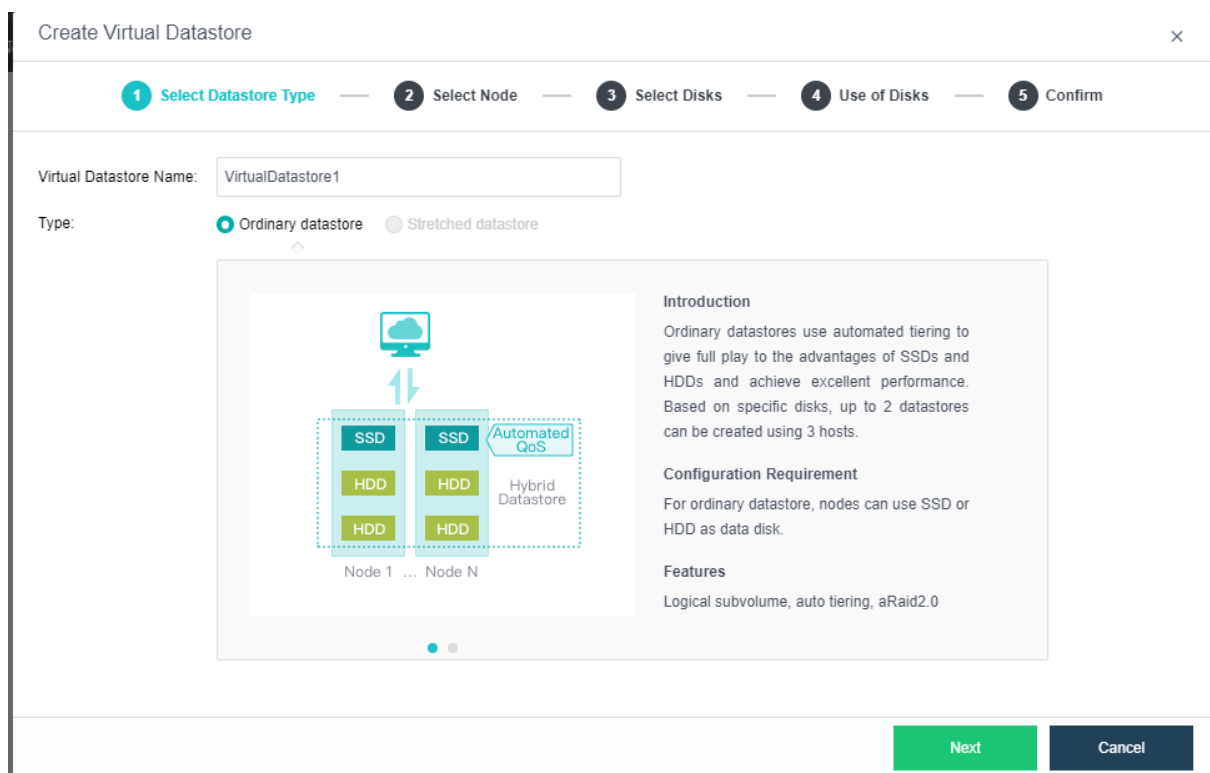 Create Virtual Datastore
×
1 Select Datastore Type — 2 Select Node — 3 Select Disks — 4 Use of Disks — 5 Confirm
Virtual Datastore Name: VirtualDatastore1
Type: Ordinary datastore Stretched datastore
SSD SSD Automated
QoS
HDD HDD Hybrid
Datastore
HDD HDD
Node 1 ... Node N
Introduction
Ordinary datastores use automated tiering to
give full play to the advantages of SSDs and
HDDs and achieve excellent performance.
Based on specific disks, up to 2 datastores
can be created using 3 hosts.
Configuration Requirement
For ordinary datastore, nodes can use SSD or
HDD as data disk.
Features
Logical subvolume, auto tiering, aRaid2.0
Next Cancel